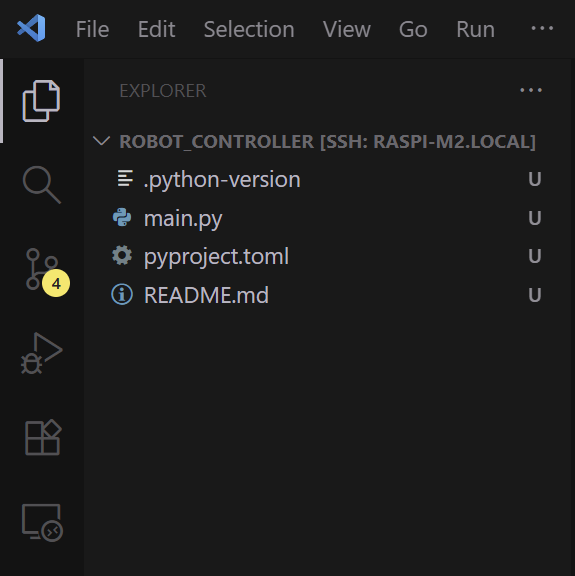 File Edit Selection View Go Run ...
EXPLORER ...
ROBOT_CONTROLLER [SSH: RASPI-M2.LOCAL]
.python-version U
main.py U
pyproject.toml U
README.md U
4